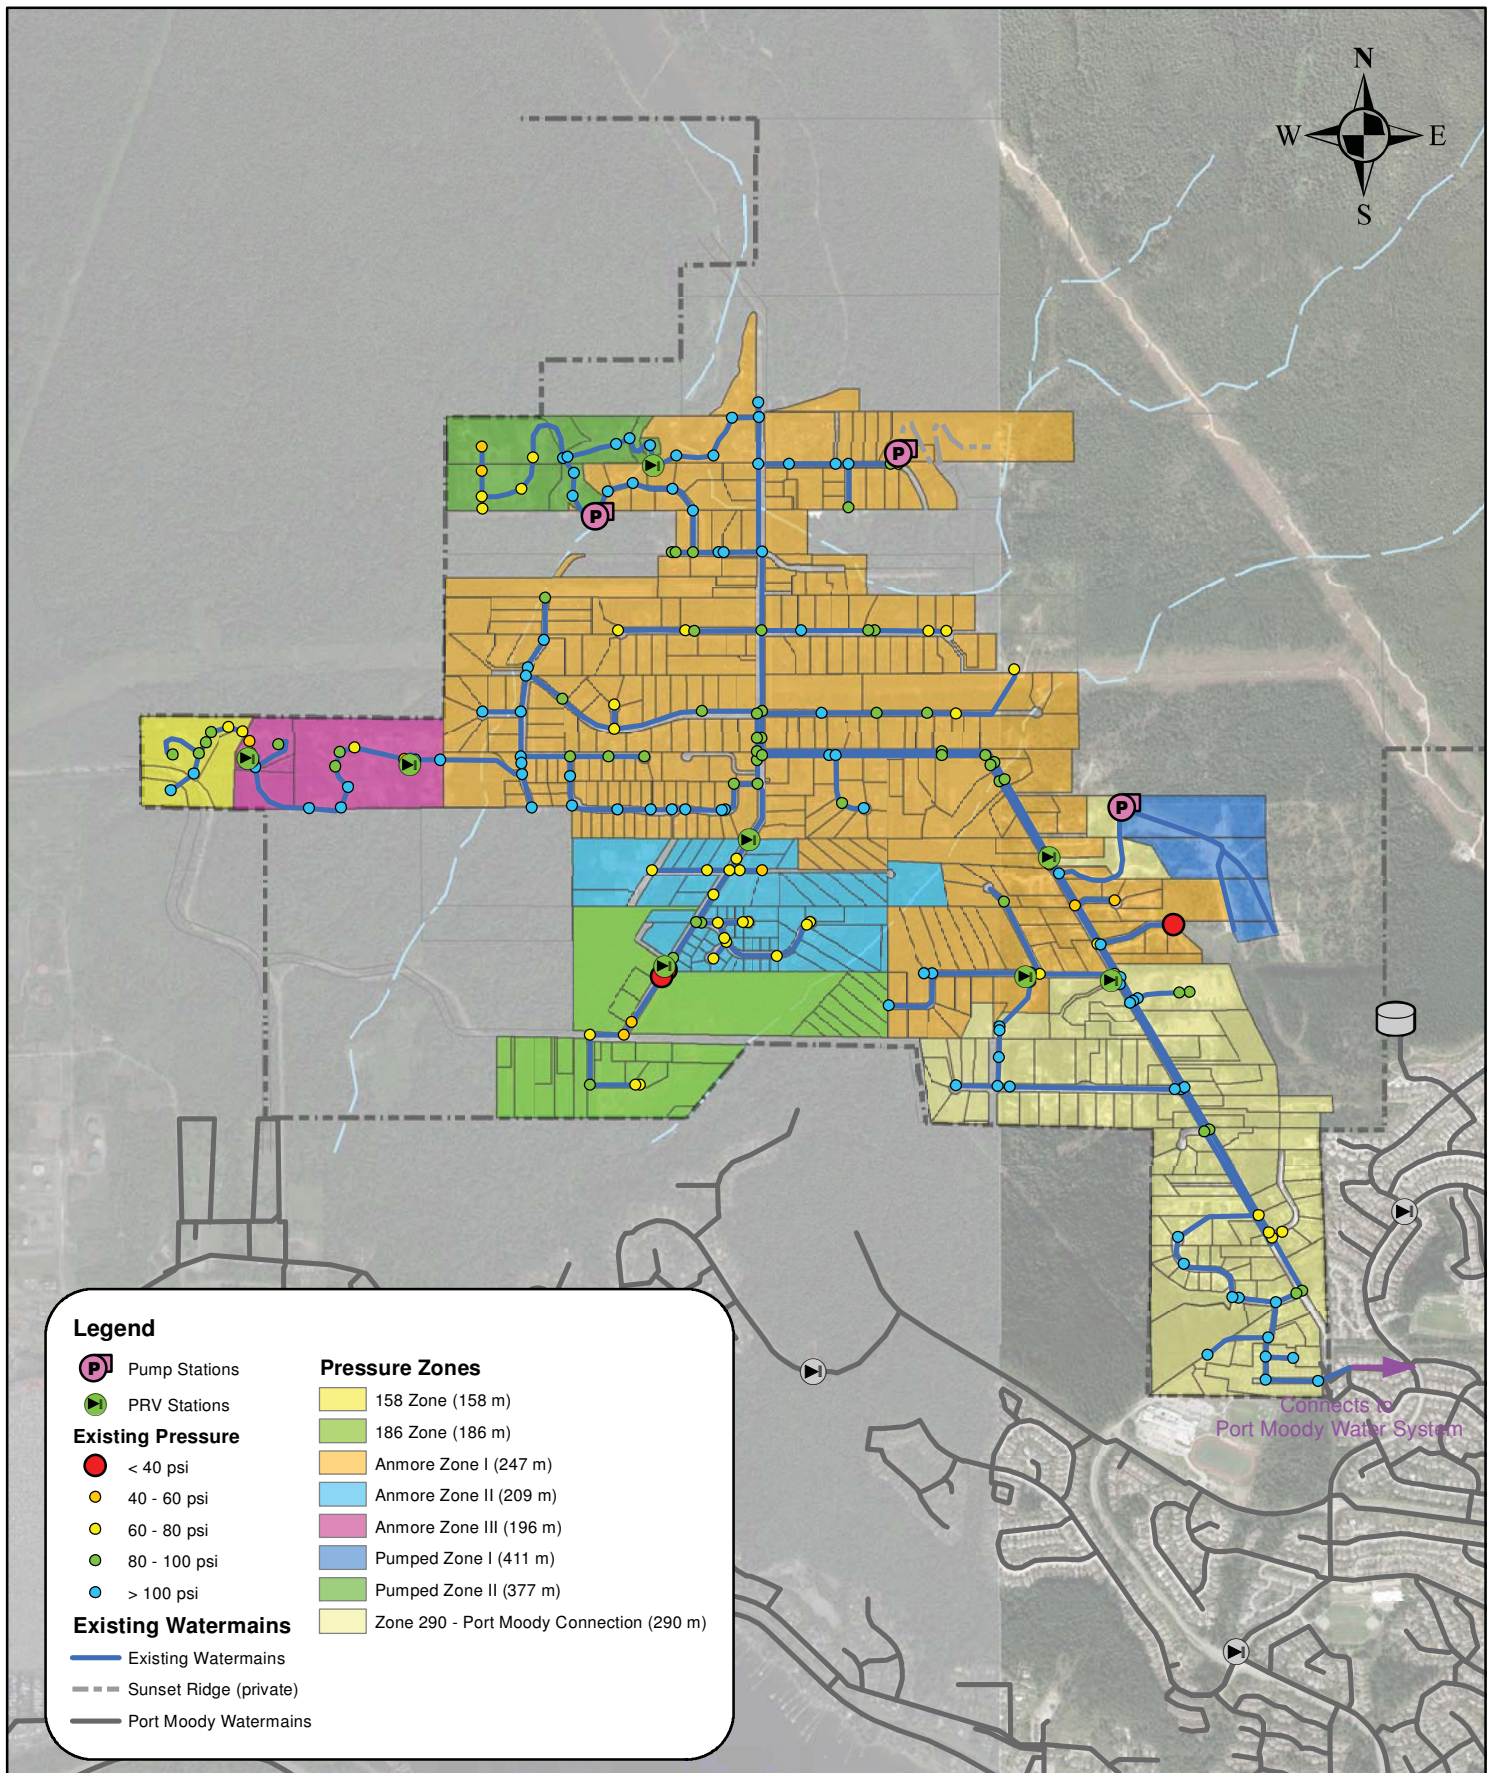 N
W
E
S
P
P
P
Connects to
Port Moody Water System
Legend
P
Pump Stations
PRV Stations
Existing Pressure
< 40 psi
40 - 60 psi
60 - 80 psi
80 - 100 psi
> 100 psi
Existing Watermains
Existing Watermains
Sunset Ridge (private)
Port Moody Watermains
Pressure Zones
158 Zone (158 m)
186 Zone (186 m)
Anmore Zone I (247 m)
Anmore Zone II (209 m)
Anmore Zone III (196 m)
Pumped Zone I (411 m)
Pumped Zone II (377 m)
Zone 290 - Port Moody Connection (290 m)